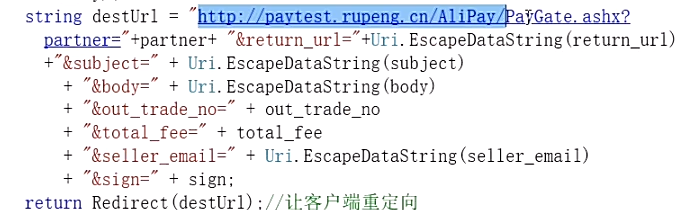 string destUrl = "http://paytest.rupeng.cn/AliPay/PayGate.ashx?
partner="+partner+ "&return_url="+Uri.EscapeDataString(return_url)
+"&subject=" + Uri.EscapeDataString(subject)
+ "&body=" + Uri.EscapeDataString(body)
+ "&out_trade_no=" + out_trade_no
+ "&total_fee=" + total_fee
+ "&seller_email=" + Uri.EscapeDataString(seller_email)
+ "&sign=" + sign;
return Redirect(destUrl);//让客户端重定向